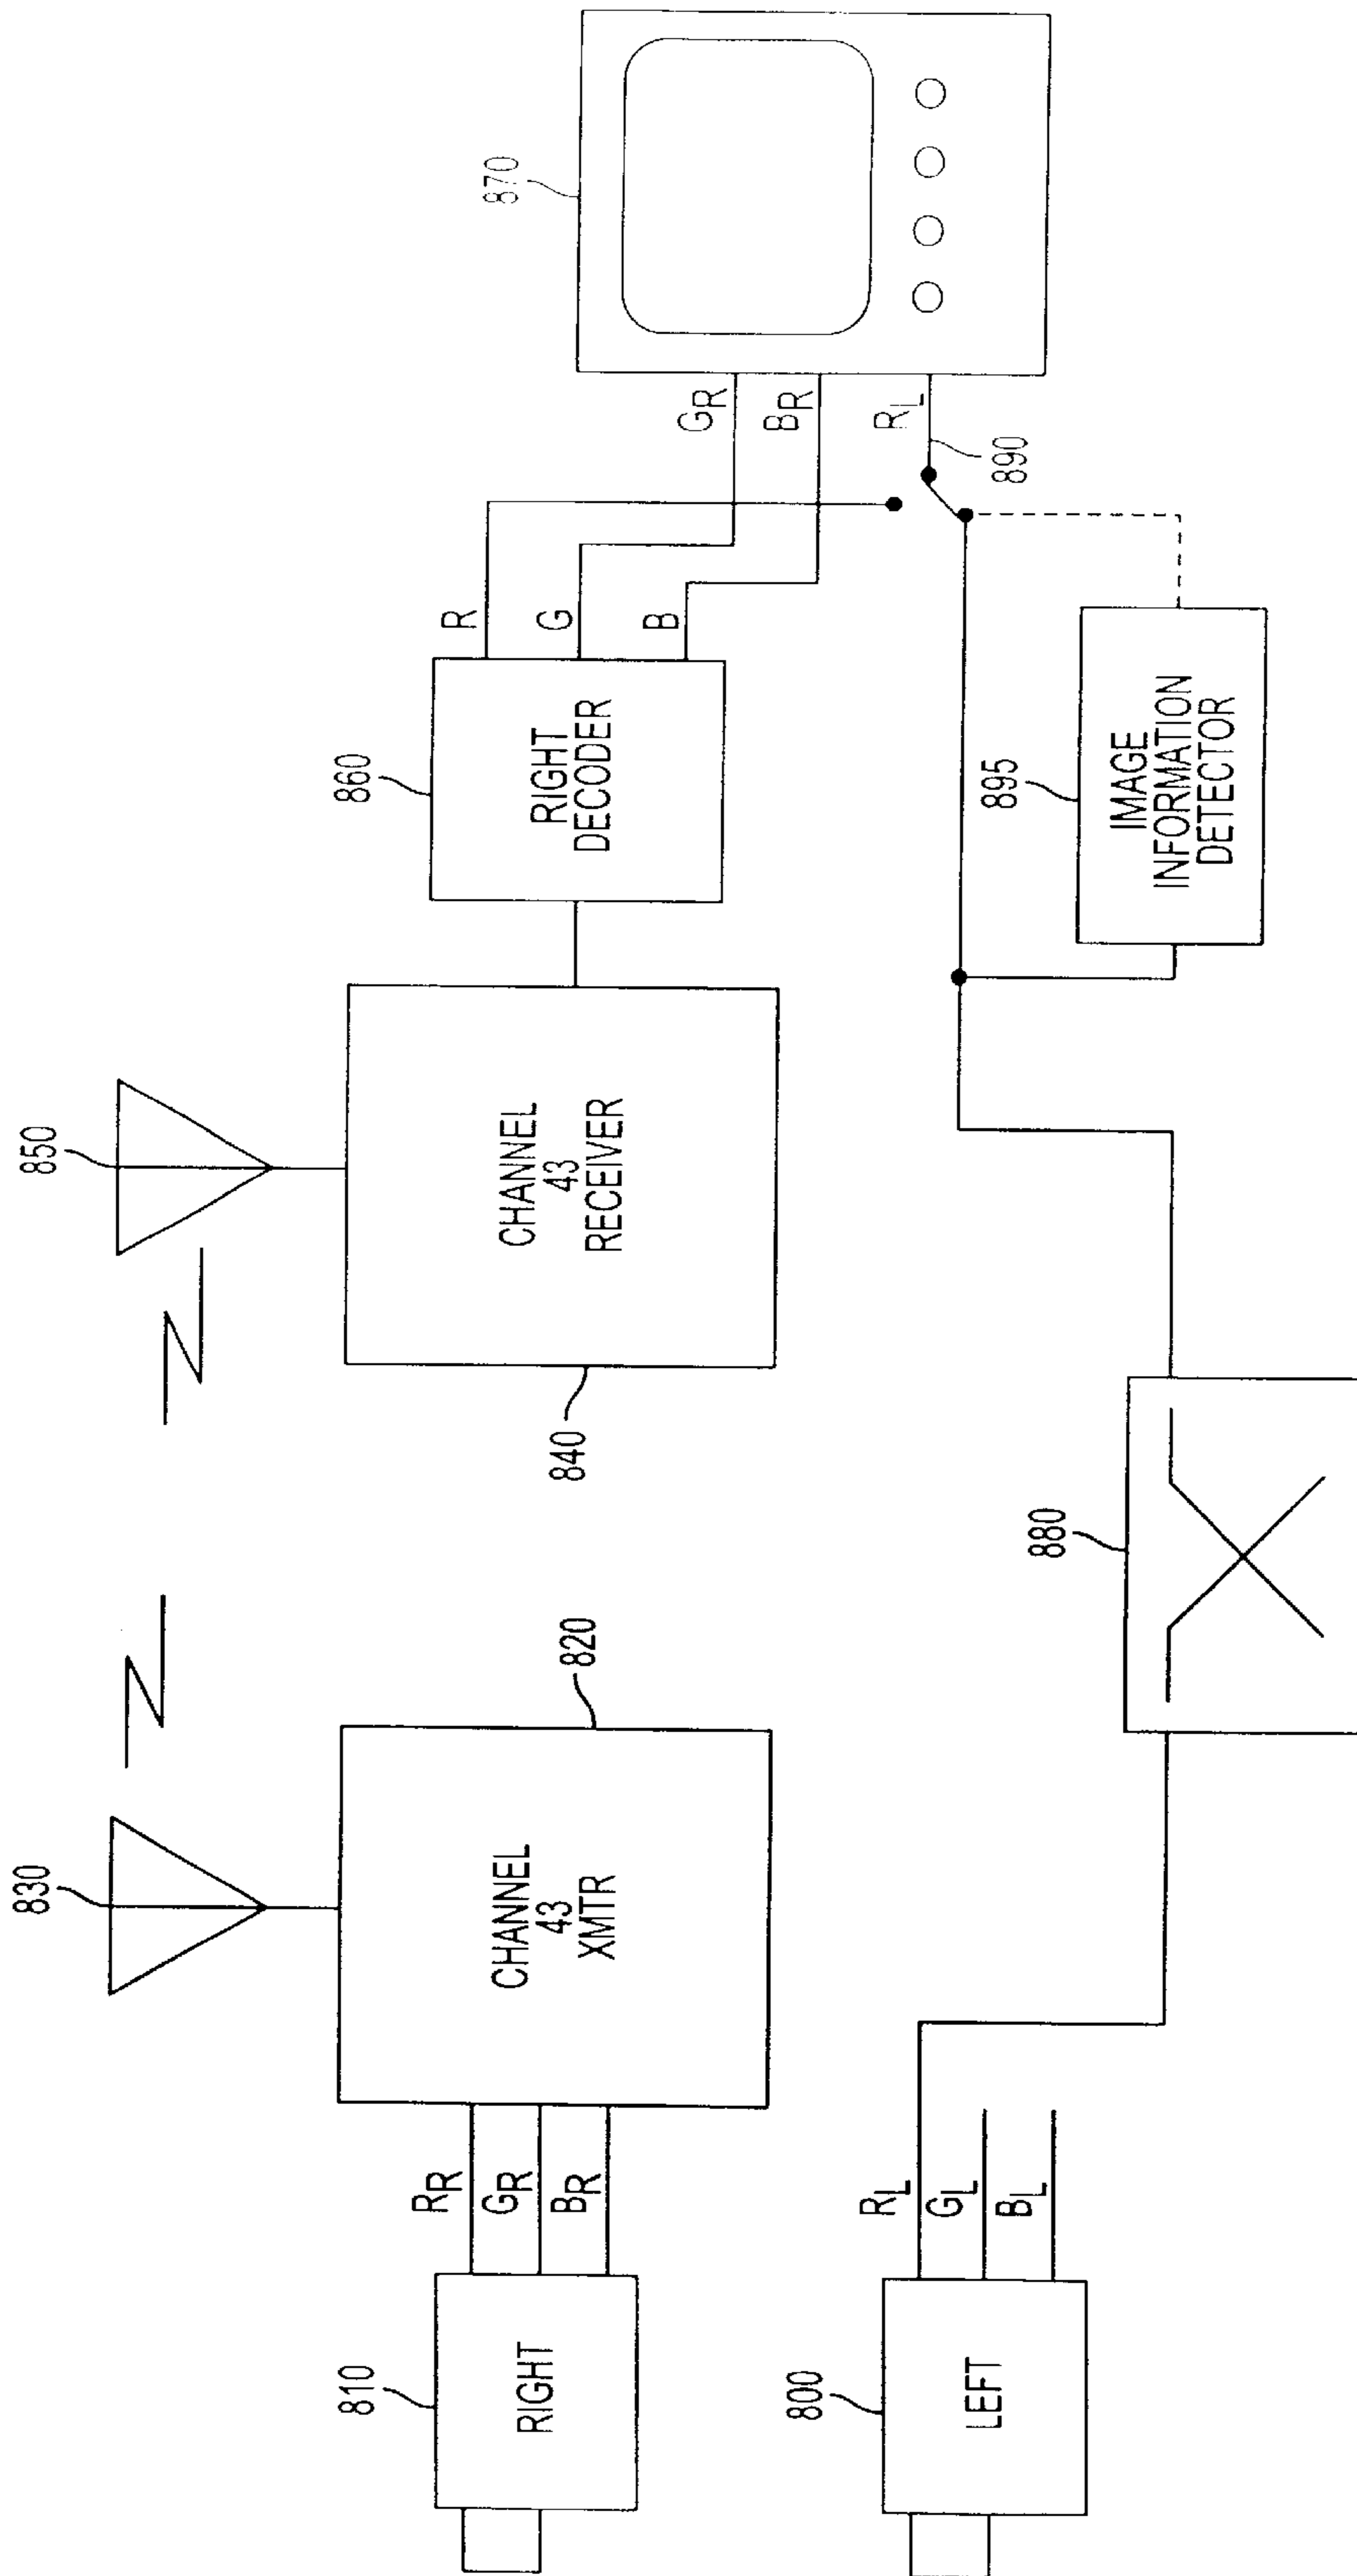 830
850
CHANNEL
43
XMTR
820
CHANNEL
43
RECEIVER
840
860
RIGHT
DECODER
R
G
B
GR
BR
RL
870
890
810
RIGHT
RR
GR
BR
800
LEFT
RL
GL
BL
880
895
IMAGE
INFORMATION
DETECTOR